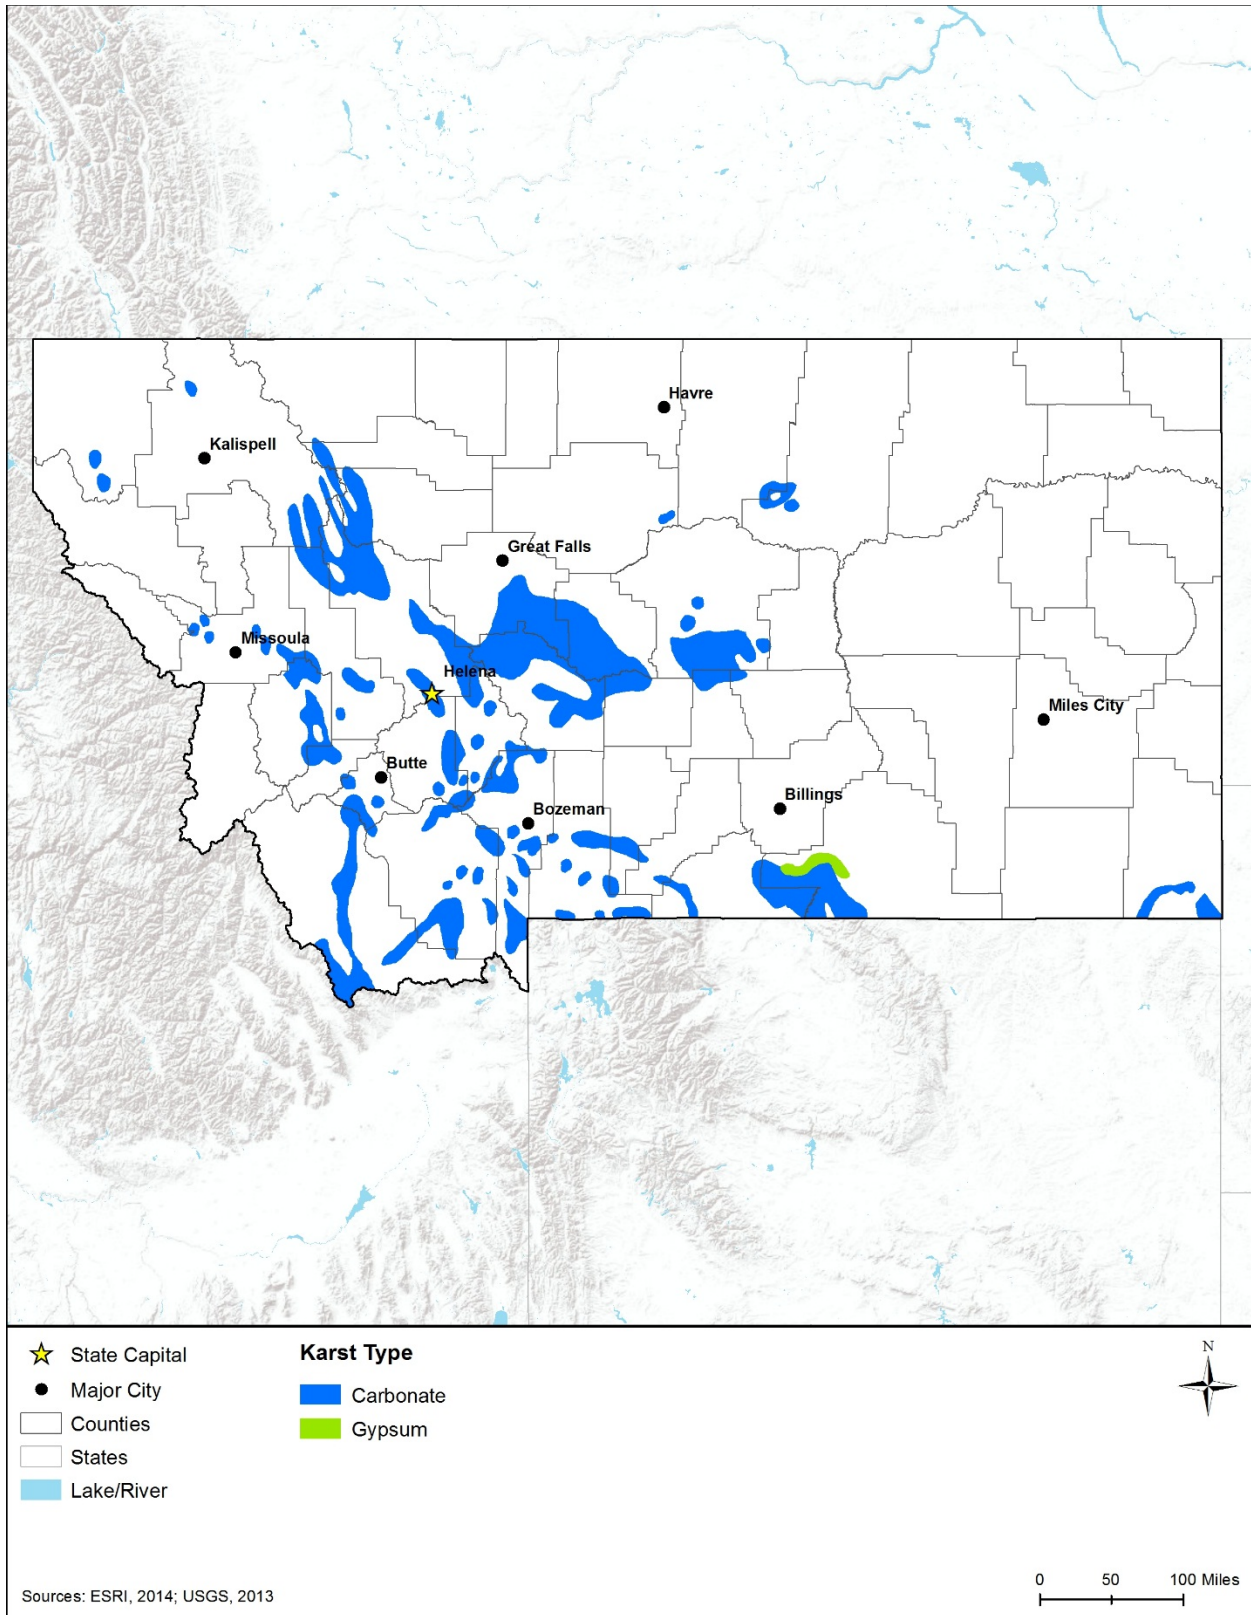 Havre
Kalispell
Great Falls
Missoula
Helena
Miles City
Butte
Billings
Bozeman
State Capital
Major City
Counties
States
Lake/River
Karst Type
Carbonate
Gypsum
N
Sources: ESRI, 2014; USGS, 2013
0 50 100 Miles